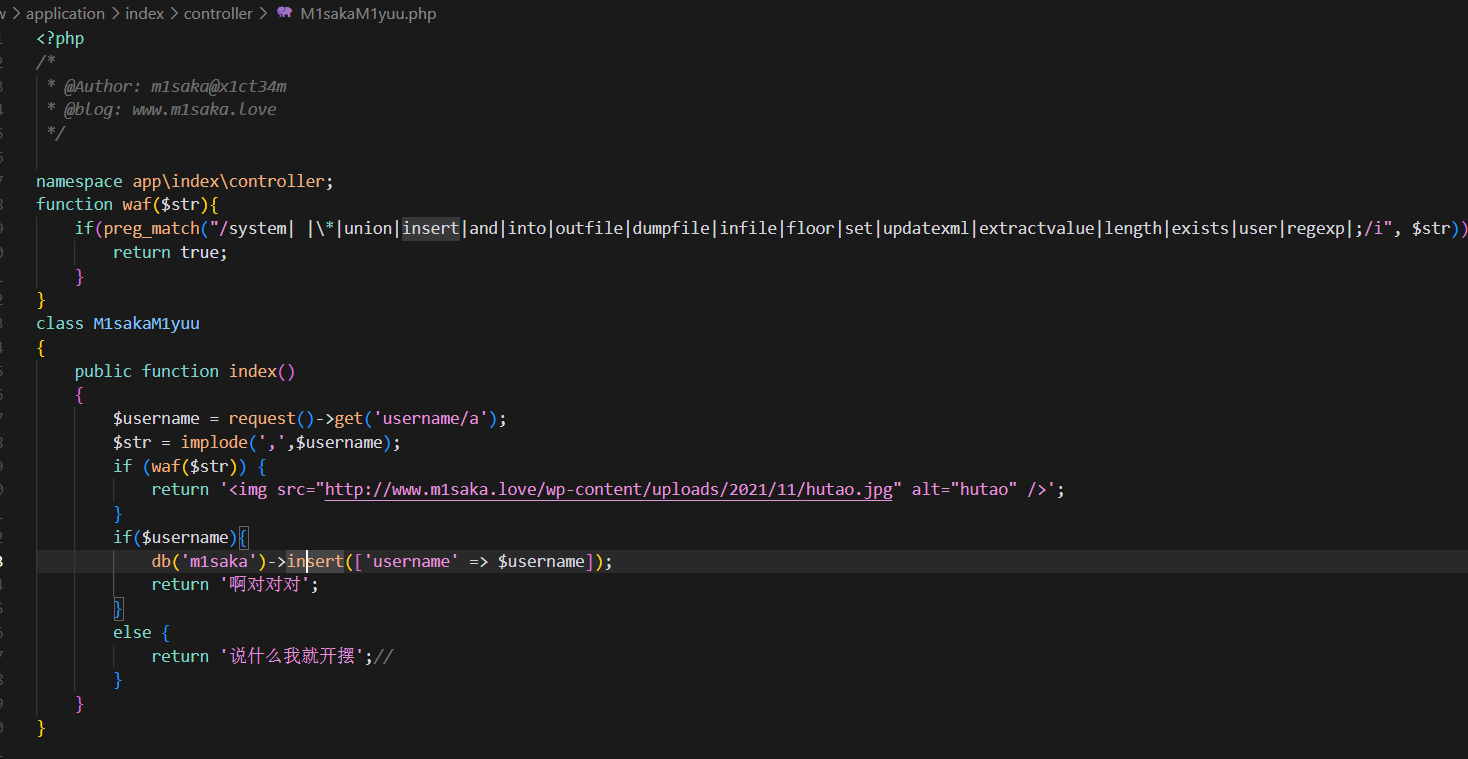 application > index > controller > M1sakaM1yuu.php
<?php
/*
 * @Author: m1saka@x1ct34m
 * @blog: www.m1saka.love
 */
namespace app\index\controller;
function waf($str){
    if(preg_match("/system| |\*|union|insert|and|into|outfile|dumpfile|infile|floor|set|updatexml|extractvalue|length|exists|user|regexp|;/i", $str))
        return true;
    }
}
class M1sakaM1yuu
{
    public function index()
    {
        $username = request()->get('username/a');
        $str = implode(',',$username);
        if (waf($str)) {
            return '<img src="http://www.m1saka.love/wp-content/uploads/2021/11/hutao.jpg" alt="hutao" />';
        }
        if($username){
            db('m1saka')->insert(['username' => $username]);
            return '啊对对对';
        }
        else {
            return '说什么我就开摆';//
        }
    }
}